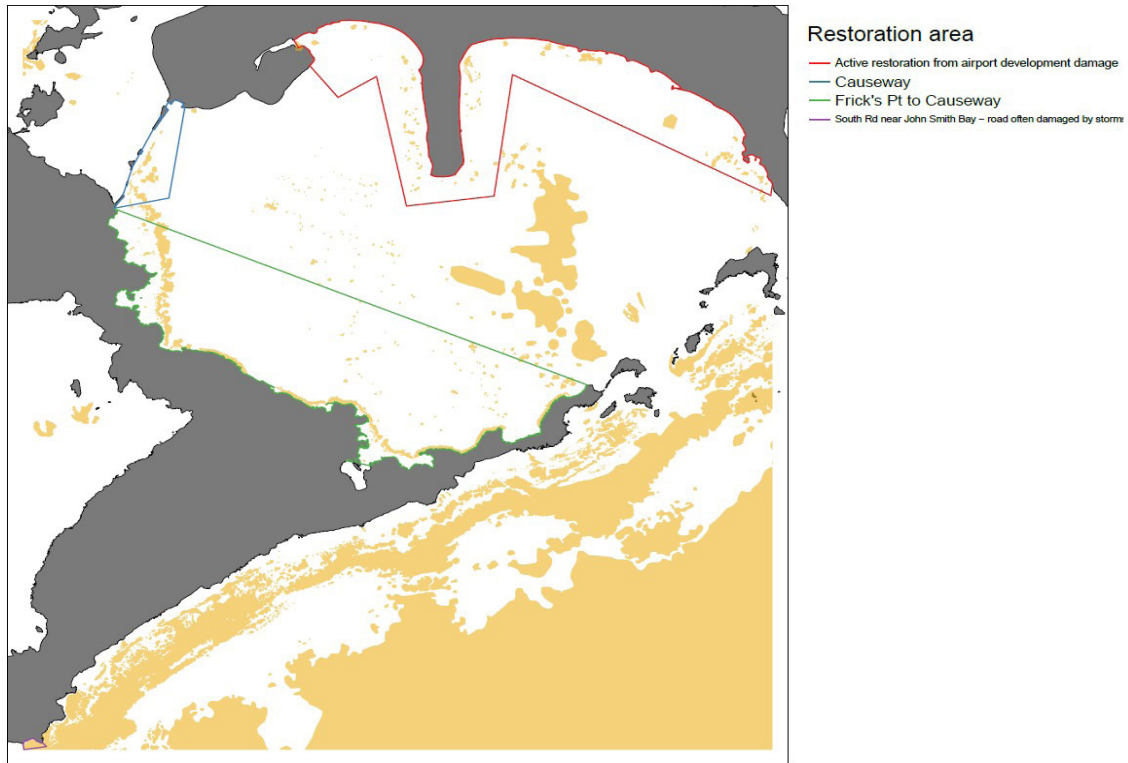 Restoration area
Active restoration from airport development damage
Causeway
Frick's Pt to Causeway
South Rd near John Smith Bay – road often damaged by storms